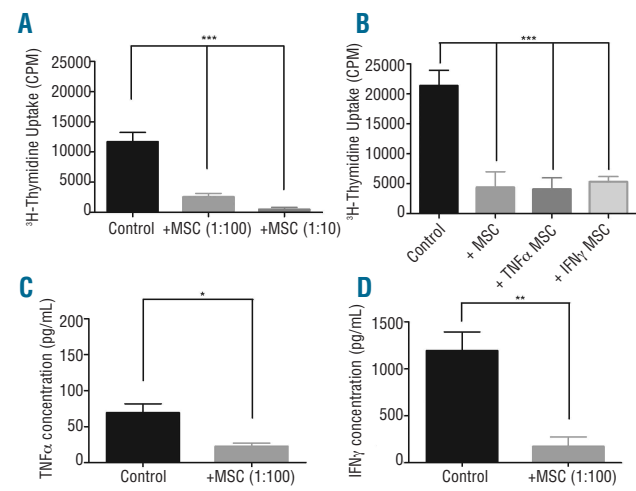 A
***
³H-Thymidine Uptake (CPM)
25000
20000
15000
10000
5000
0
Control
+MSC (1:100)
+MSC (1:10)
B
***
³H-Thymidine Uptake (CPM)
25000
20000
15000
10000
5000
0
Control
+ MSC
+ TNFα MSC
+ IFNγ MSC
C
*
TNFα concentration (pg/mL)
200
150
100
50
0
Control
+MSC (1:100)
D
**
IFNγ concentration (pg/mL)
1500
1000
500
0
Control
+MSC (1:100)